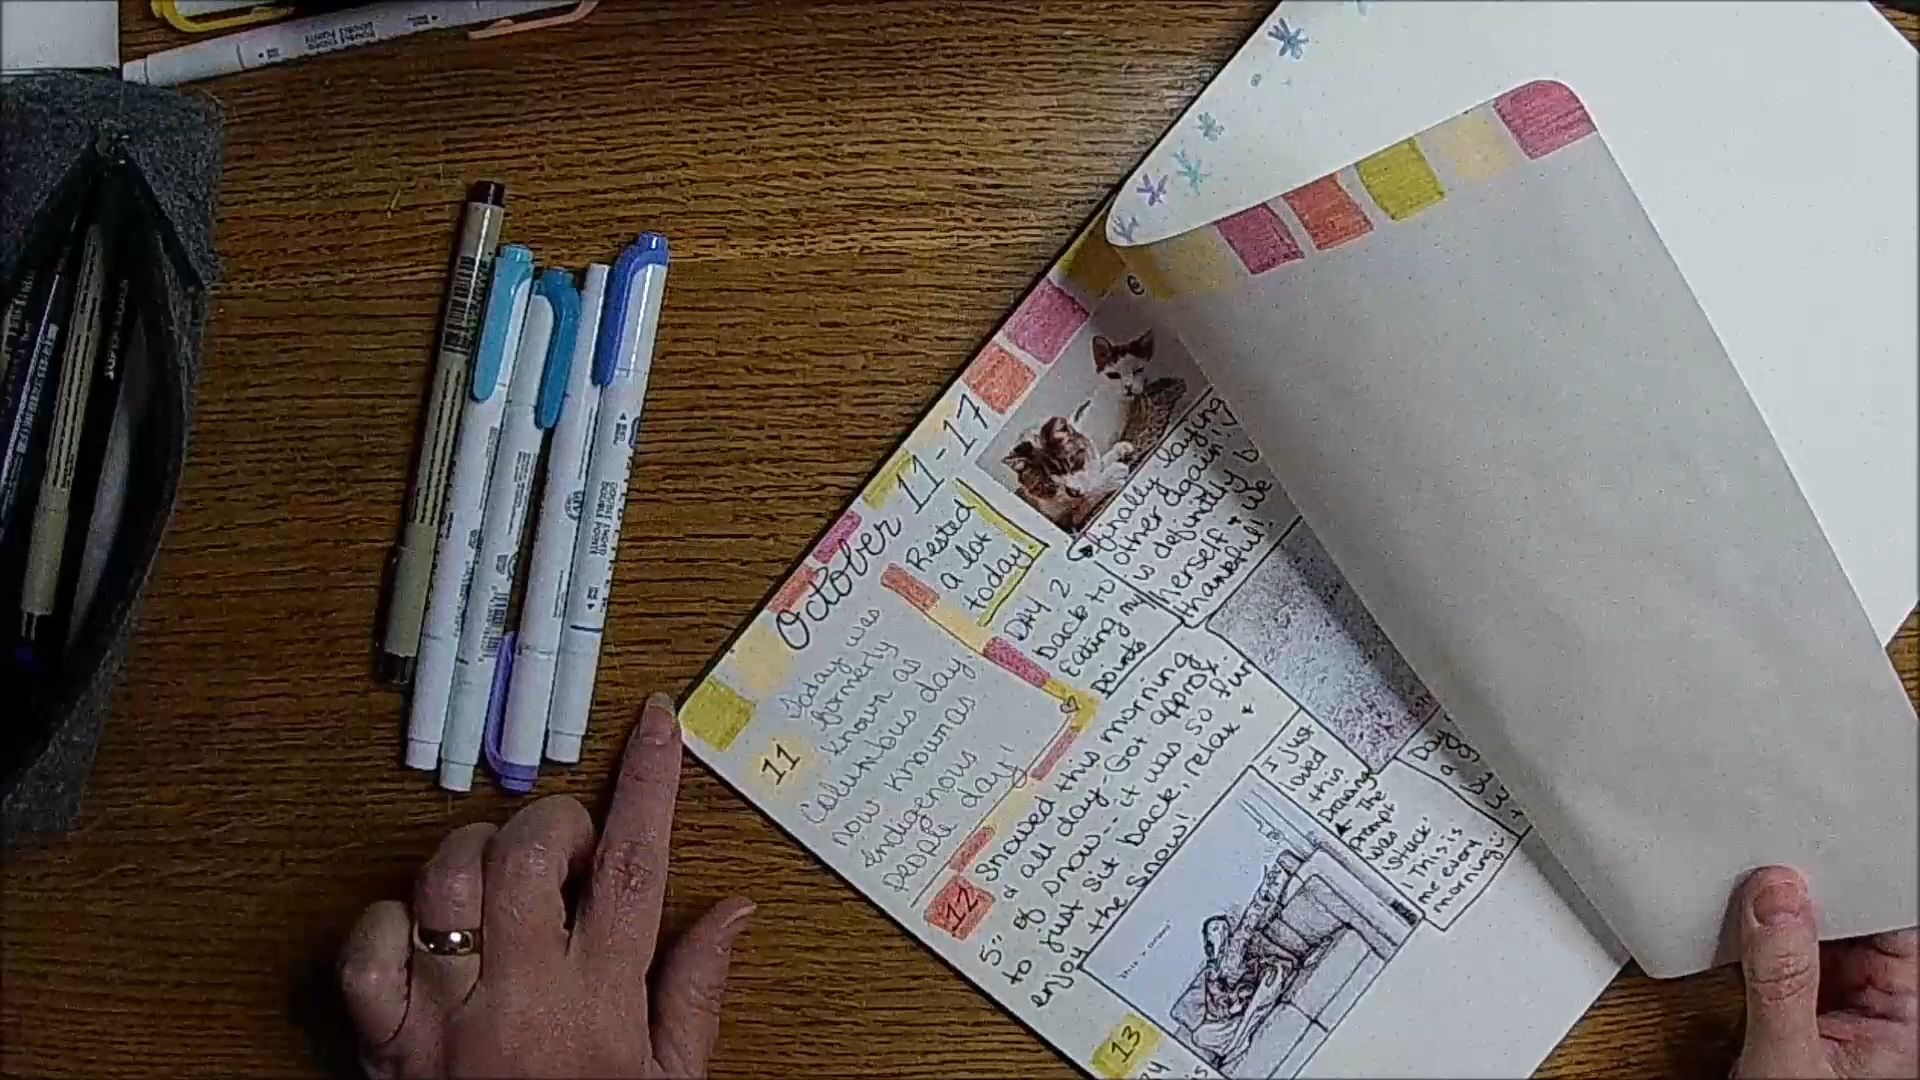 October 11-17
11
Today was
formerly
known as
Columbus day.
now known as
Indigenous
People day!
Rested
a lot
today!
DAY 2
Back to
Eating my
points
finally laying
other again!
is definitly b
herself + we
thankful!
12
Snowed this morning
+ all day - Got approx.
5" of snow -- it was so fun
to just sit back, relax +
enjoy the snow!
I just
loved
this
Drawing
The
prompt
was
'stuck'
! This is
me every
morning!
Day
13